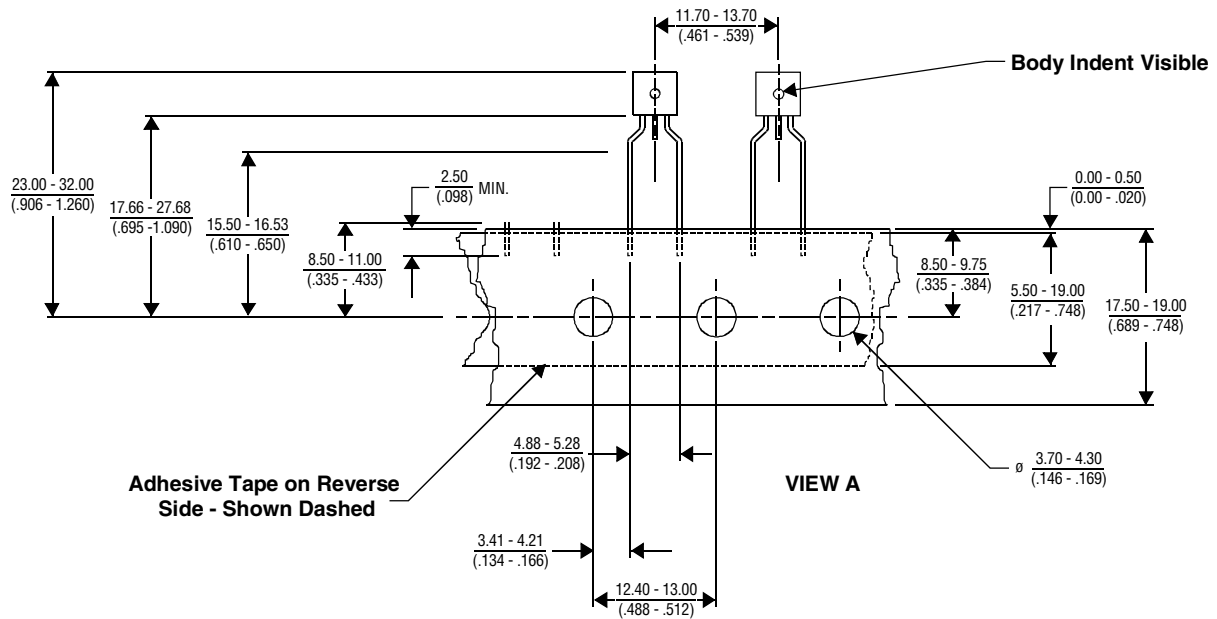 11.70 - 13.70
(.461 - .539)
Body Indent Visible
23.00 - 32.00
(.906 - 1.260)
17.66 - 27.68
(.695 -1.090)
15.50 - 16.53
(.610 - .650)
8.50 - 11.00
(.335 - .433)
2.50
(.098) MIN.
0.00 - 0.50
(0.00 - .020)
8.50 - 9.75
(.335 - .384)
5.50 - 19.00
(.217 - .748)
17.50 - 19.00
(.689 - .748)
4.88 - 5.28
(.192 - .208)
Adhesive Tape on Reverse
Side - Shown Dashed
VIEW A
ø 3.70 - 4.30
(.146 - .169)
3.41 - 4.21
(.134 - .166)
12.40 - 13.00
(.488 - .512)